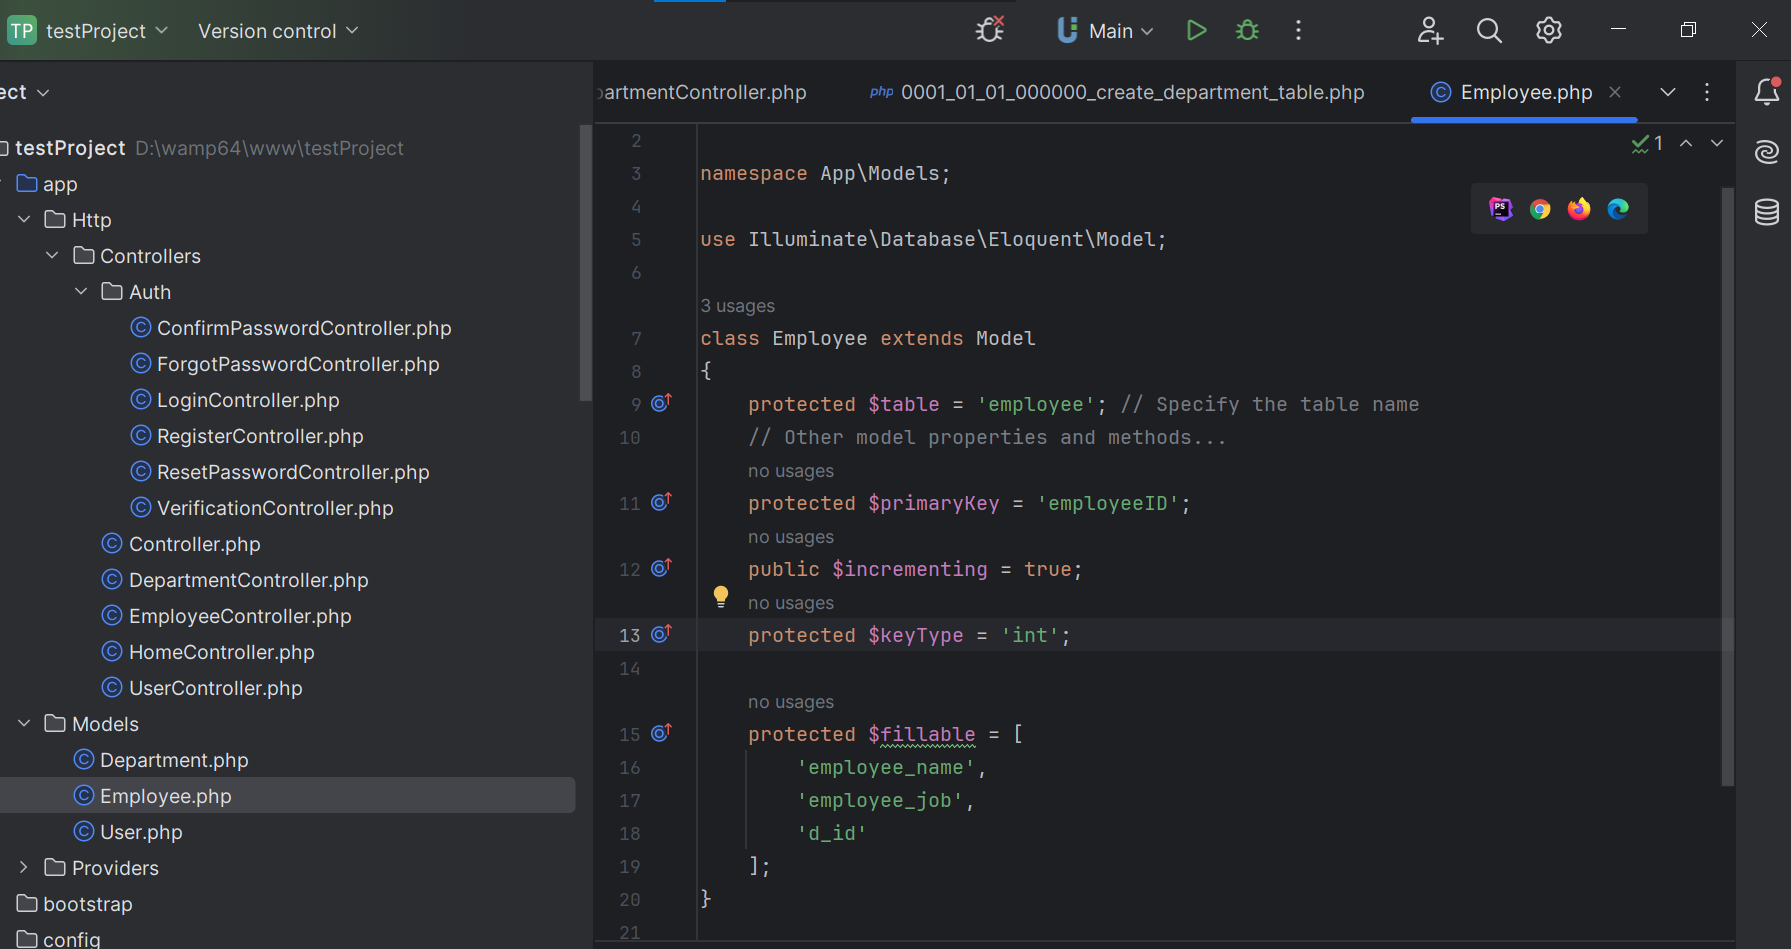 TP testProject Version control Main
ect
testProject D:\wamp64\www\testProject
app
Http
Controllers
Auth
ConfirmPasswordController.php
ForgotPasswordController.php
LoginController.php
RegisterController.php
ResetPasswordController.php
VerificationController.php
Controller.php
DepartmentController.php
EmployeeController.php
HomeController.php
UserController.php
Models
Department.php
Employee.php
User.php
Providers
bootstrap
config
partmentController.php php 0001_01_01_000000_create_department_table.php Employee.php
1
2
3 namespace App\Models;
4
5 use Illuminate\Database\Eloquent\Model;
6
3 usages
7 class Employee extends Model
8 {
9 protected $table = 'employee'; // Specify the table name
10 // Other model properties and methods...
no usages
11 protected $primaryKey = 'employeeID';
no usages
12 public $incrementing = true;
no usages
13 protected $keyType = 'int';
14
no usages
15 protected $fillable = [
16 'employee_name',
17 'employee_job',
18 'd_id'
19 ];
20 }
21
PS